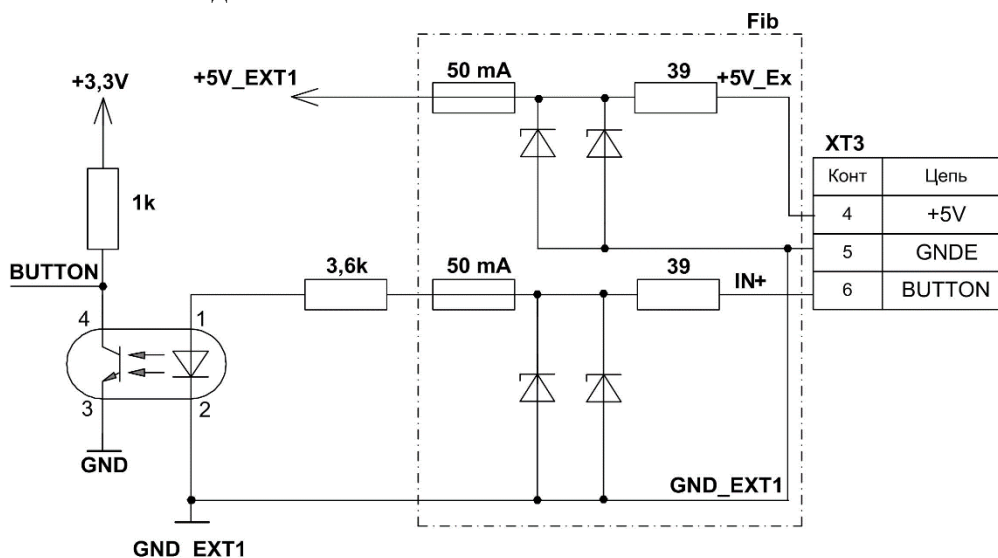 Fib
+3,3V
+5V_EXT1
50 mA
39
+5V_Ex
XT3
Конт
Цепь
4
+5V
5
GNDE
6
BUTTON
1k
BUTTON
3,6k
50 mA
39
IN+
4
1
3
2
GND
GND_EXT1
GND_EXT1